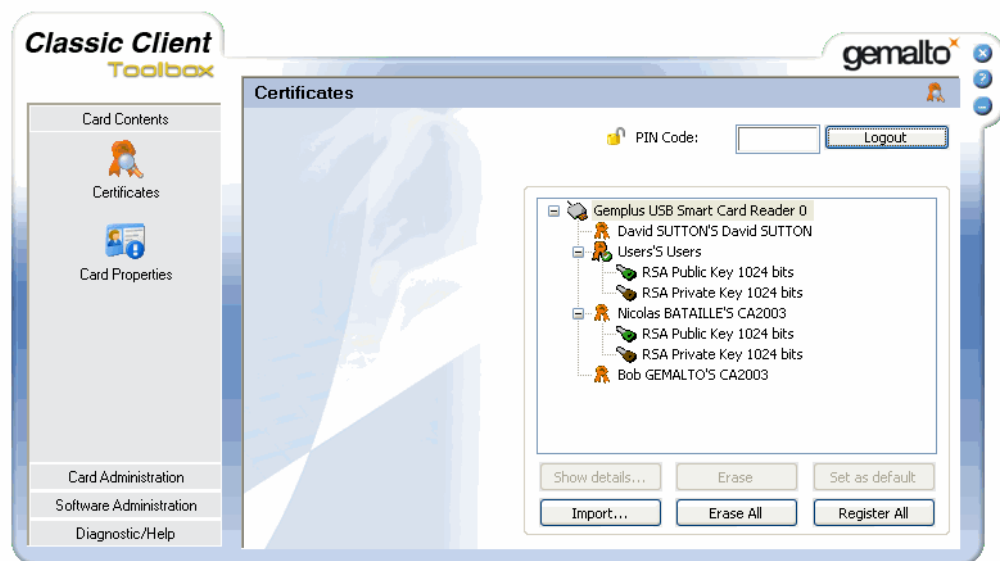 Classic Client
Toolbox
gemalto
Certificates
Card Contents
Certificates
Card Properties
Card Administration
Software Administration
Diagnostic/Help
PIN Code:
Logout
Gemplus USB Smart Card Reader 0
David SUTTON'S David SUTTON
Users'S Users
RSA Public Key 1024 bits
RSA Private Key 1024 bits
Nicolas BATAILLE'S CA2003
RSA Public Key 1024 bits
RSA Private Key 1024 bits
Bob GEMALTO'S CA2003
Show details... Erase Set as default
Import... Erase All Register All